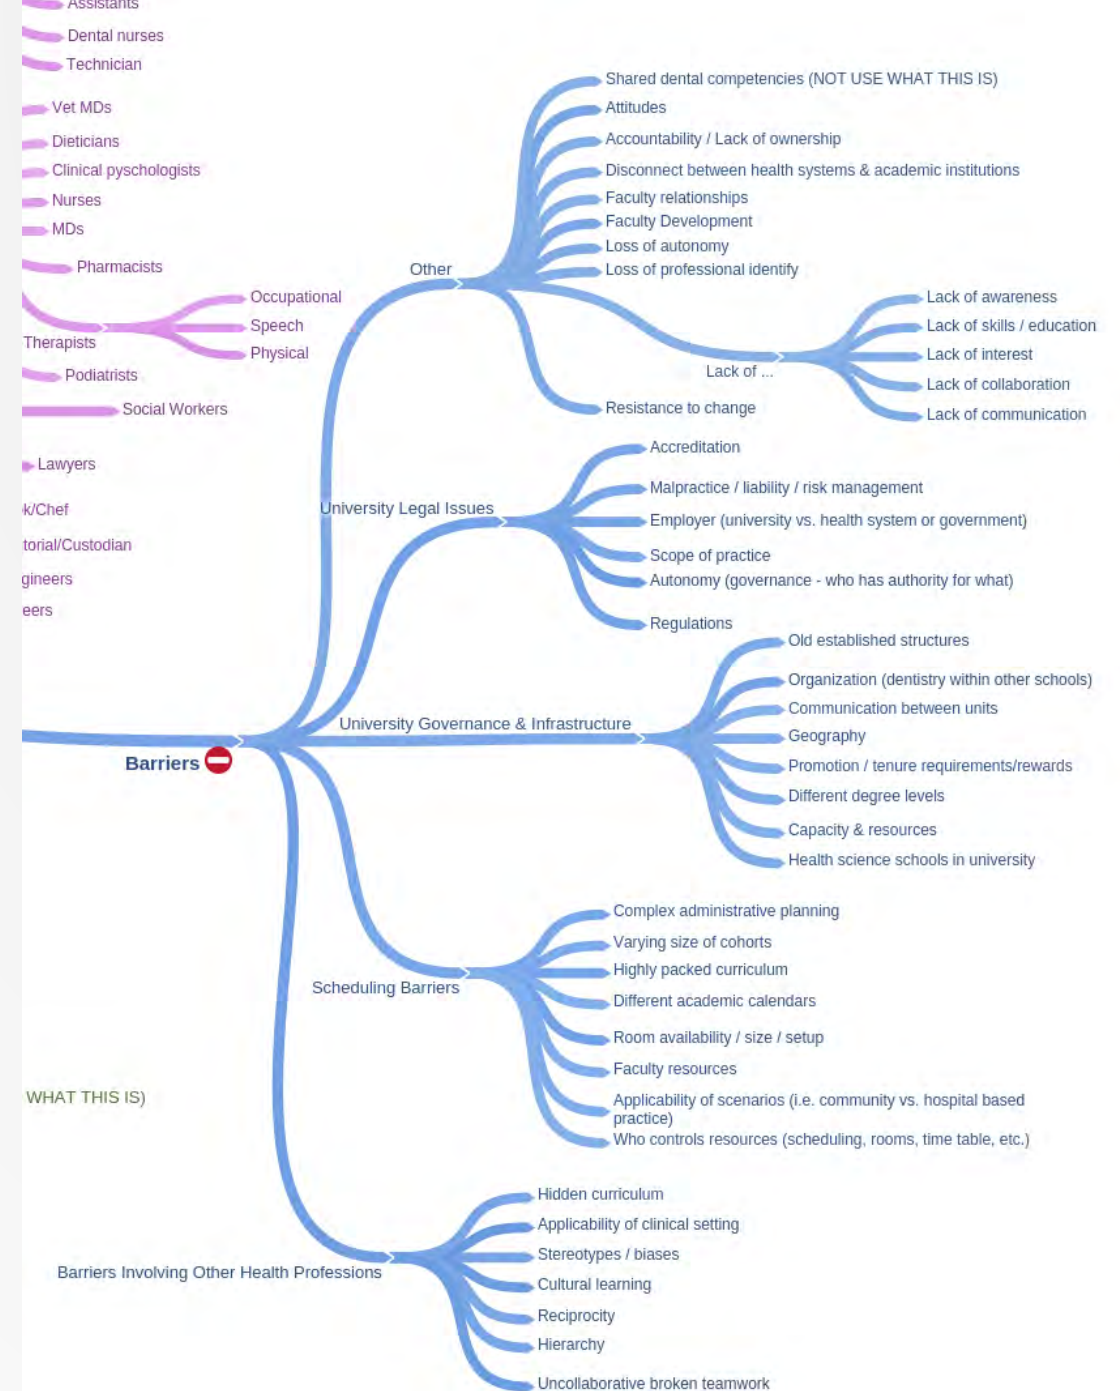 Assistants
Dental nurses
Technician
Vet MDs
Dieticians
Clinical pyschologists
Nurses
MDs
Pharmacists
Occupational
Speech
Physical
Therapists
Podiatrists
Social Workers
Lawyers
k/Chef
torial/Custodian
gineers
eers
Barriers
WHAT THIS IS)
Other
Shared dental competencies (NOT USE WHAT THIS IS)
Attitudes
Accountability / Lack of ownership
Disconnect between health systems & academic institutions
Faculty relationships
Faculty Development
Loss of autonomy
Loss of professional identify
Lack of ...
Lack of awareness
Lack of skills / education
Lack of interest
Lack of collaboration
Lack of communication
Resistance to change
University Legal Issues
Accreditation
Malpractice / liability / risk management
Employer (university vs. health system or government)
Scope of practice
Autonomy (governance - who has authority for what)
Regulations
University Governance & Infrastructure
Old established structures
Organization (dentistry within other schools)
Communication between units
Geography
Promotion / tenure requirements/rewards
Different degree levels
Capacity & resources
Health science schools in university
Scheduling Barriers
Complex administrative planning
Varying size of cohorts
Highly packed curriculum
Different academic calendars
Room availability / size / setup
Faculty resources
Applicability of scenarios (i.e. community vs. hospital based
practice)
Who controls resources (scheduling, rooms, time table, etc.)
Barriers Involving Other Health Professions
Hidden curriculum
Applicability of clinical setting
Stereotypes / biases
Cultural learning
Reciprocity
Hierarchy
Uncollaborative broken teamwork